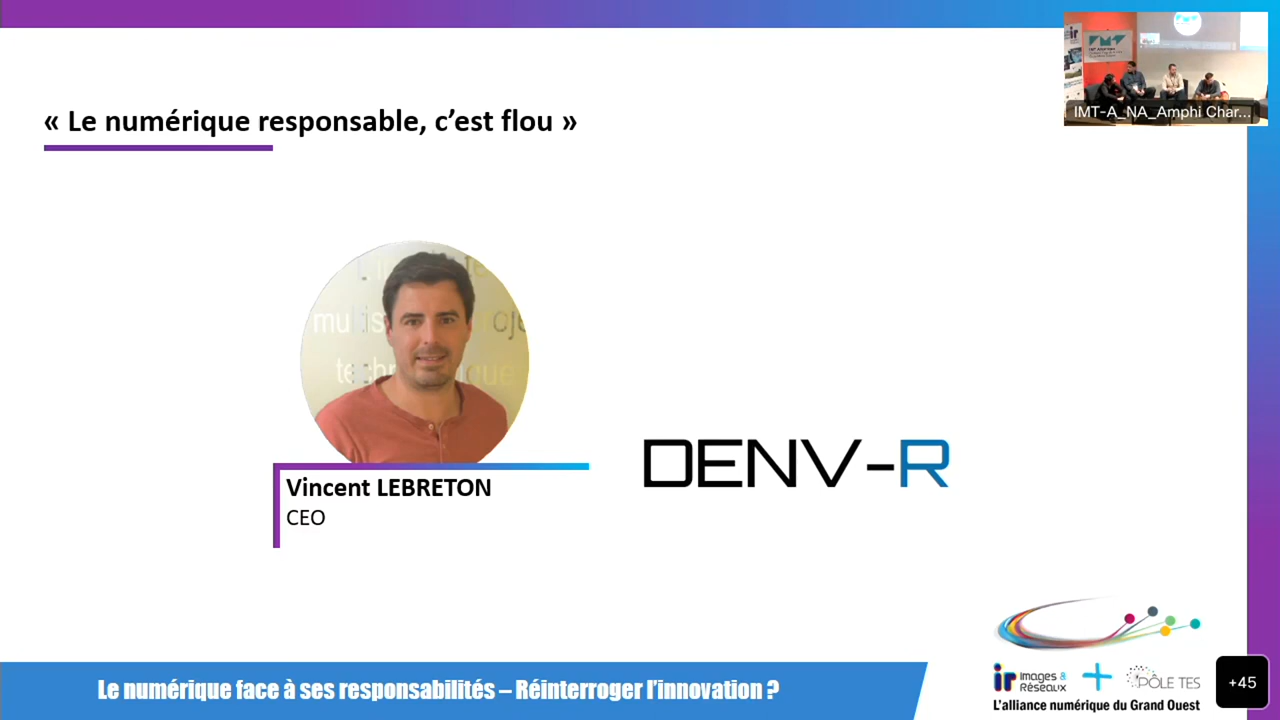 « Le numérique responsable, c’est flou »
IMT-A_NA_Amphi Char...
Vincent LEBRETON
CEO
DENV-R
Le numérique face à ses responsabilités – Réinterroger l’innovation ?
Images &
Réseaux
PÔLE TES
L’alliance numérique du Grand Ouest
+45